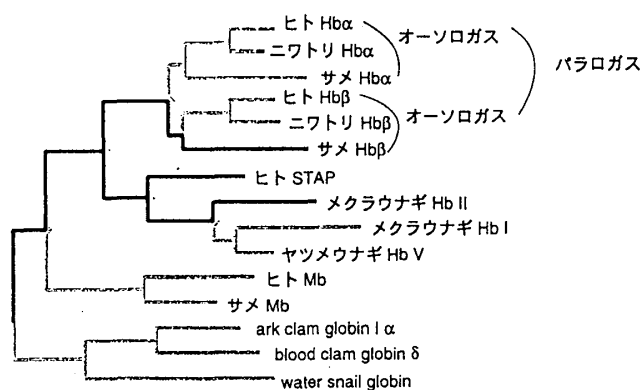 ヒト Hbα
オーソロガス
ニワトリ Hbα
サメ Hbα
パラロガス
ヒト Hbβ
オーソロガス
ニワトリ Hbβ
サメ Hbβ
ヒト STAP
メクラウナギ Hb II
メクラウナギ Hb I
ヤツメウナギ Hb V
ヒト Mb
サメ Mb
ark clam globin I α
blood clam globin δ
water snail globin